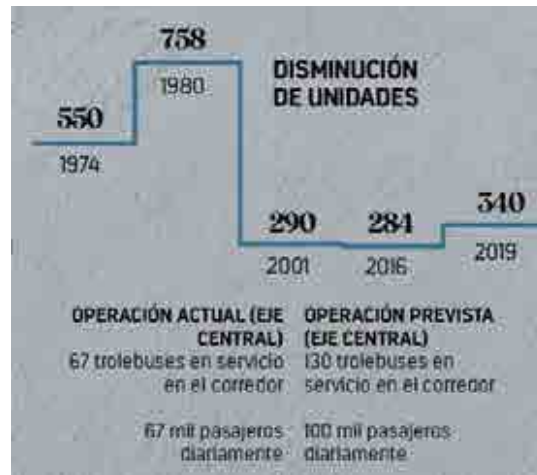 758
1980
DISMINUCIÓN
DE UNIDADES
550
1974
290
2001
284
2016
340
2019
OPERACIÓN ACTUAL (EJE
CENTRAL)
67 trolebuses en servicio
en el corredor
67 mil pasajeros
diariamente
OPERACIÓN PREVISTA
(EJE CENTRAL)
130 trolebuses en
servicio en el corredor
100 mil pasajeros
diariamente